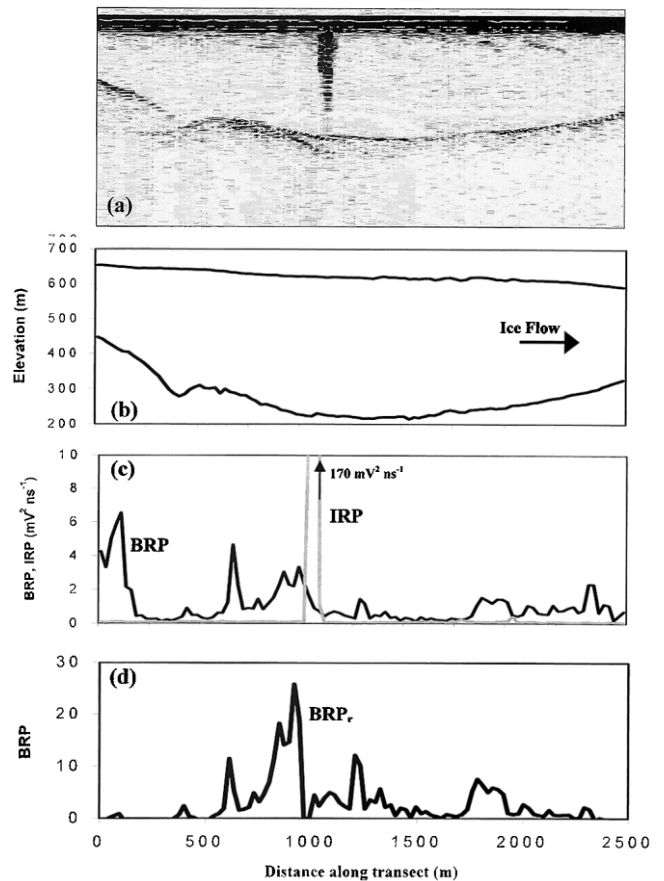 (a)
700
600
500
400
300
200
Elevation (m)
Ice Flow
(b)
(c)
10
8
6
4
2
0
BRP, IRP (mV² ns⁻¹)
170 mV² ns⁻¹
BRP
IRP
(d)
30
20
10
0
BRP
BRPᵣ
0 500 1000 1500 2000 2500
Distance along transect (m)